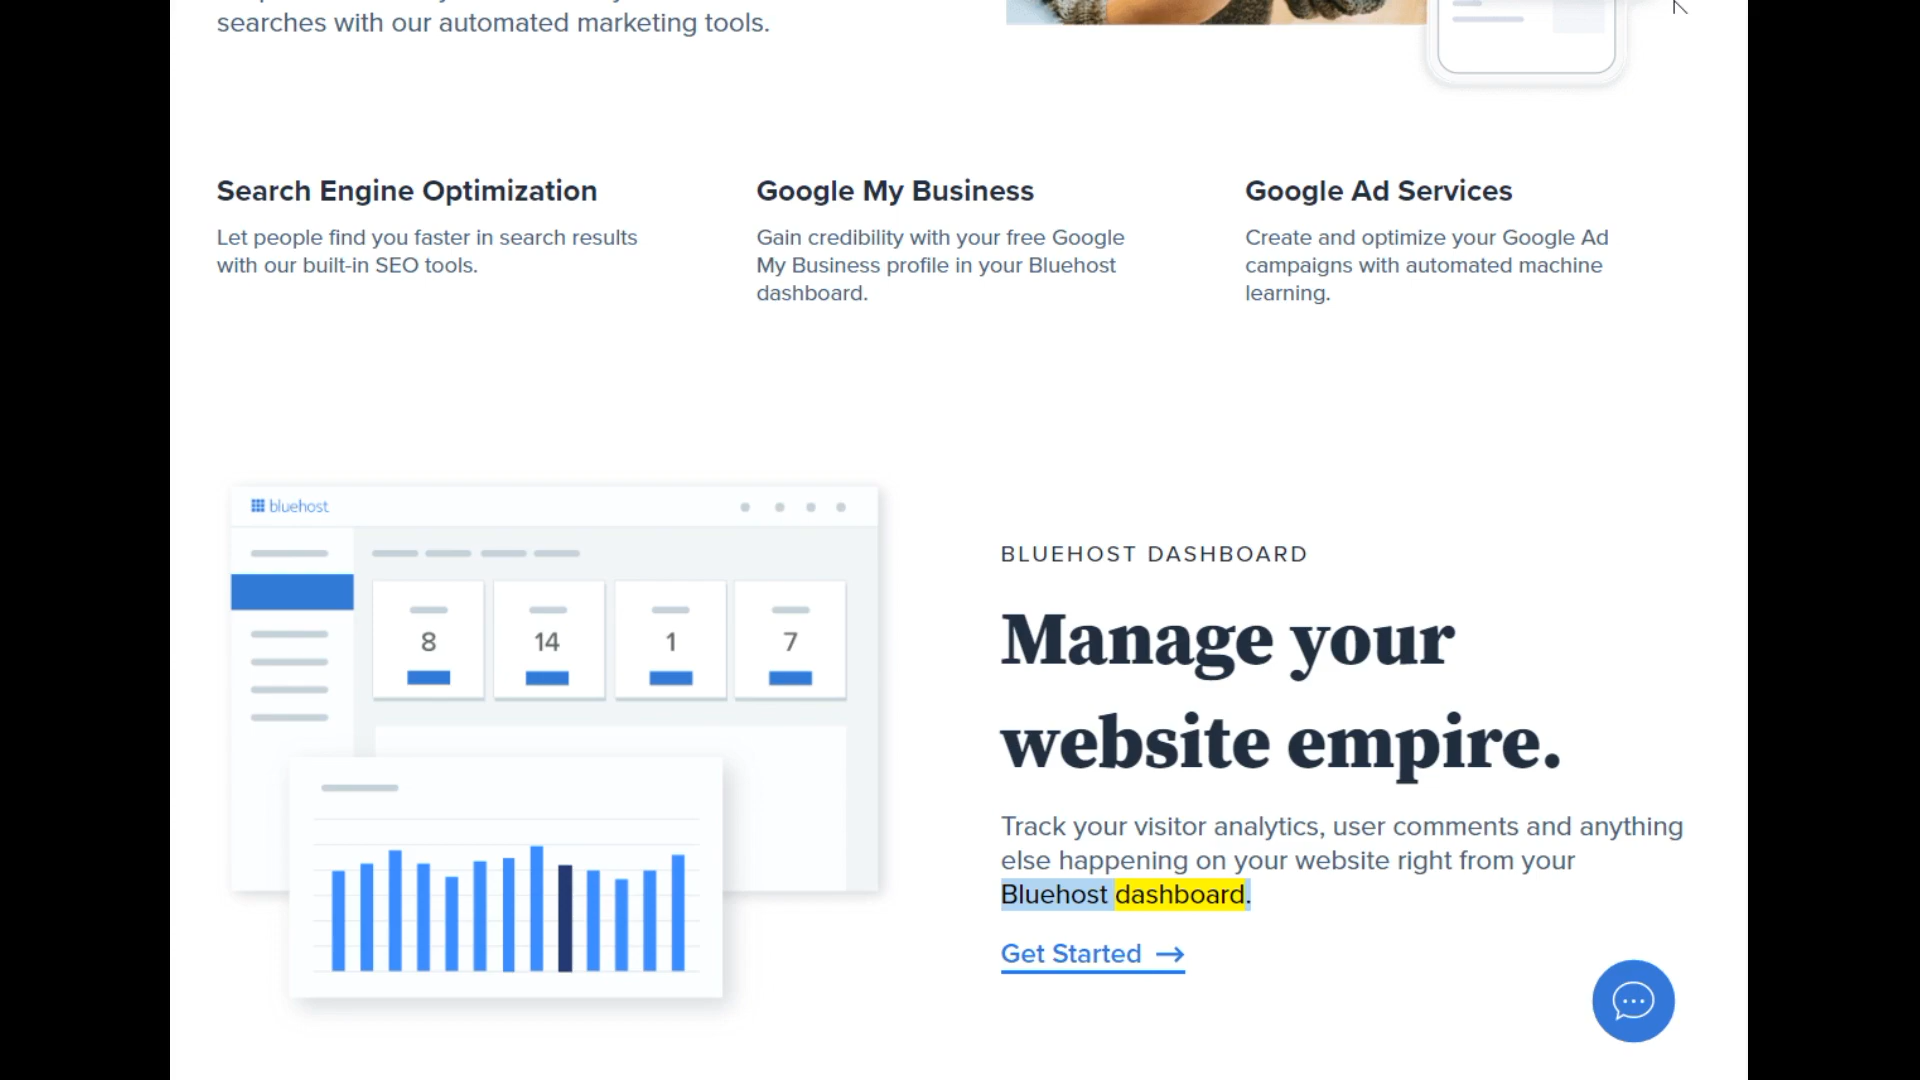 searches with our automated marketing tools.
Search Engine Optimization
Let people find you faster in search results
with our built-in SEO tools.
Google My Business
Gain credibility with your free Google
My Business profile in your Bluehost
dashboard.
Google Ad Services
Create and optimize your Google Ad
campaigns with automated machine
learning.
bluehost
8
14
1
7
BLUEHOST DASHBOARD
Manage your
website empire.
Track your visitor analytics, user comments and anything
else happening on your website right from your
Bluehost dashboard.
Get Started →